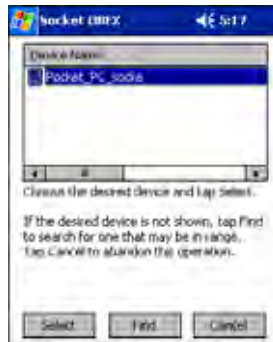 Socket OBEX 5:17
Device Name
Pocket_PC_socke
Choose the desired device and tap Select.
If the desired device is not shown, tap Find
to search for one that may be in range.
Tap Cancel to abandon this operation.
Select Find Cancel